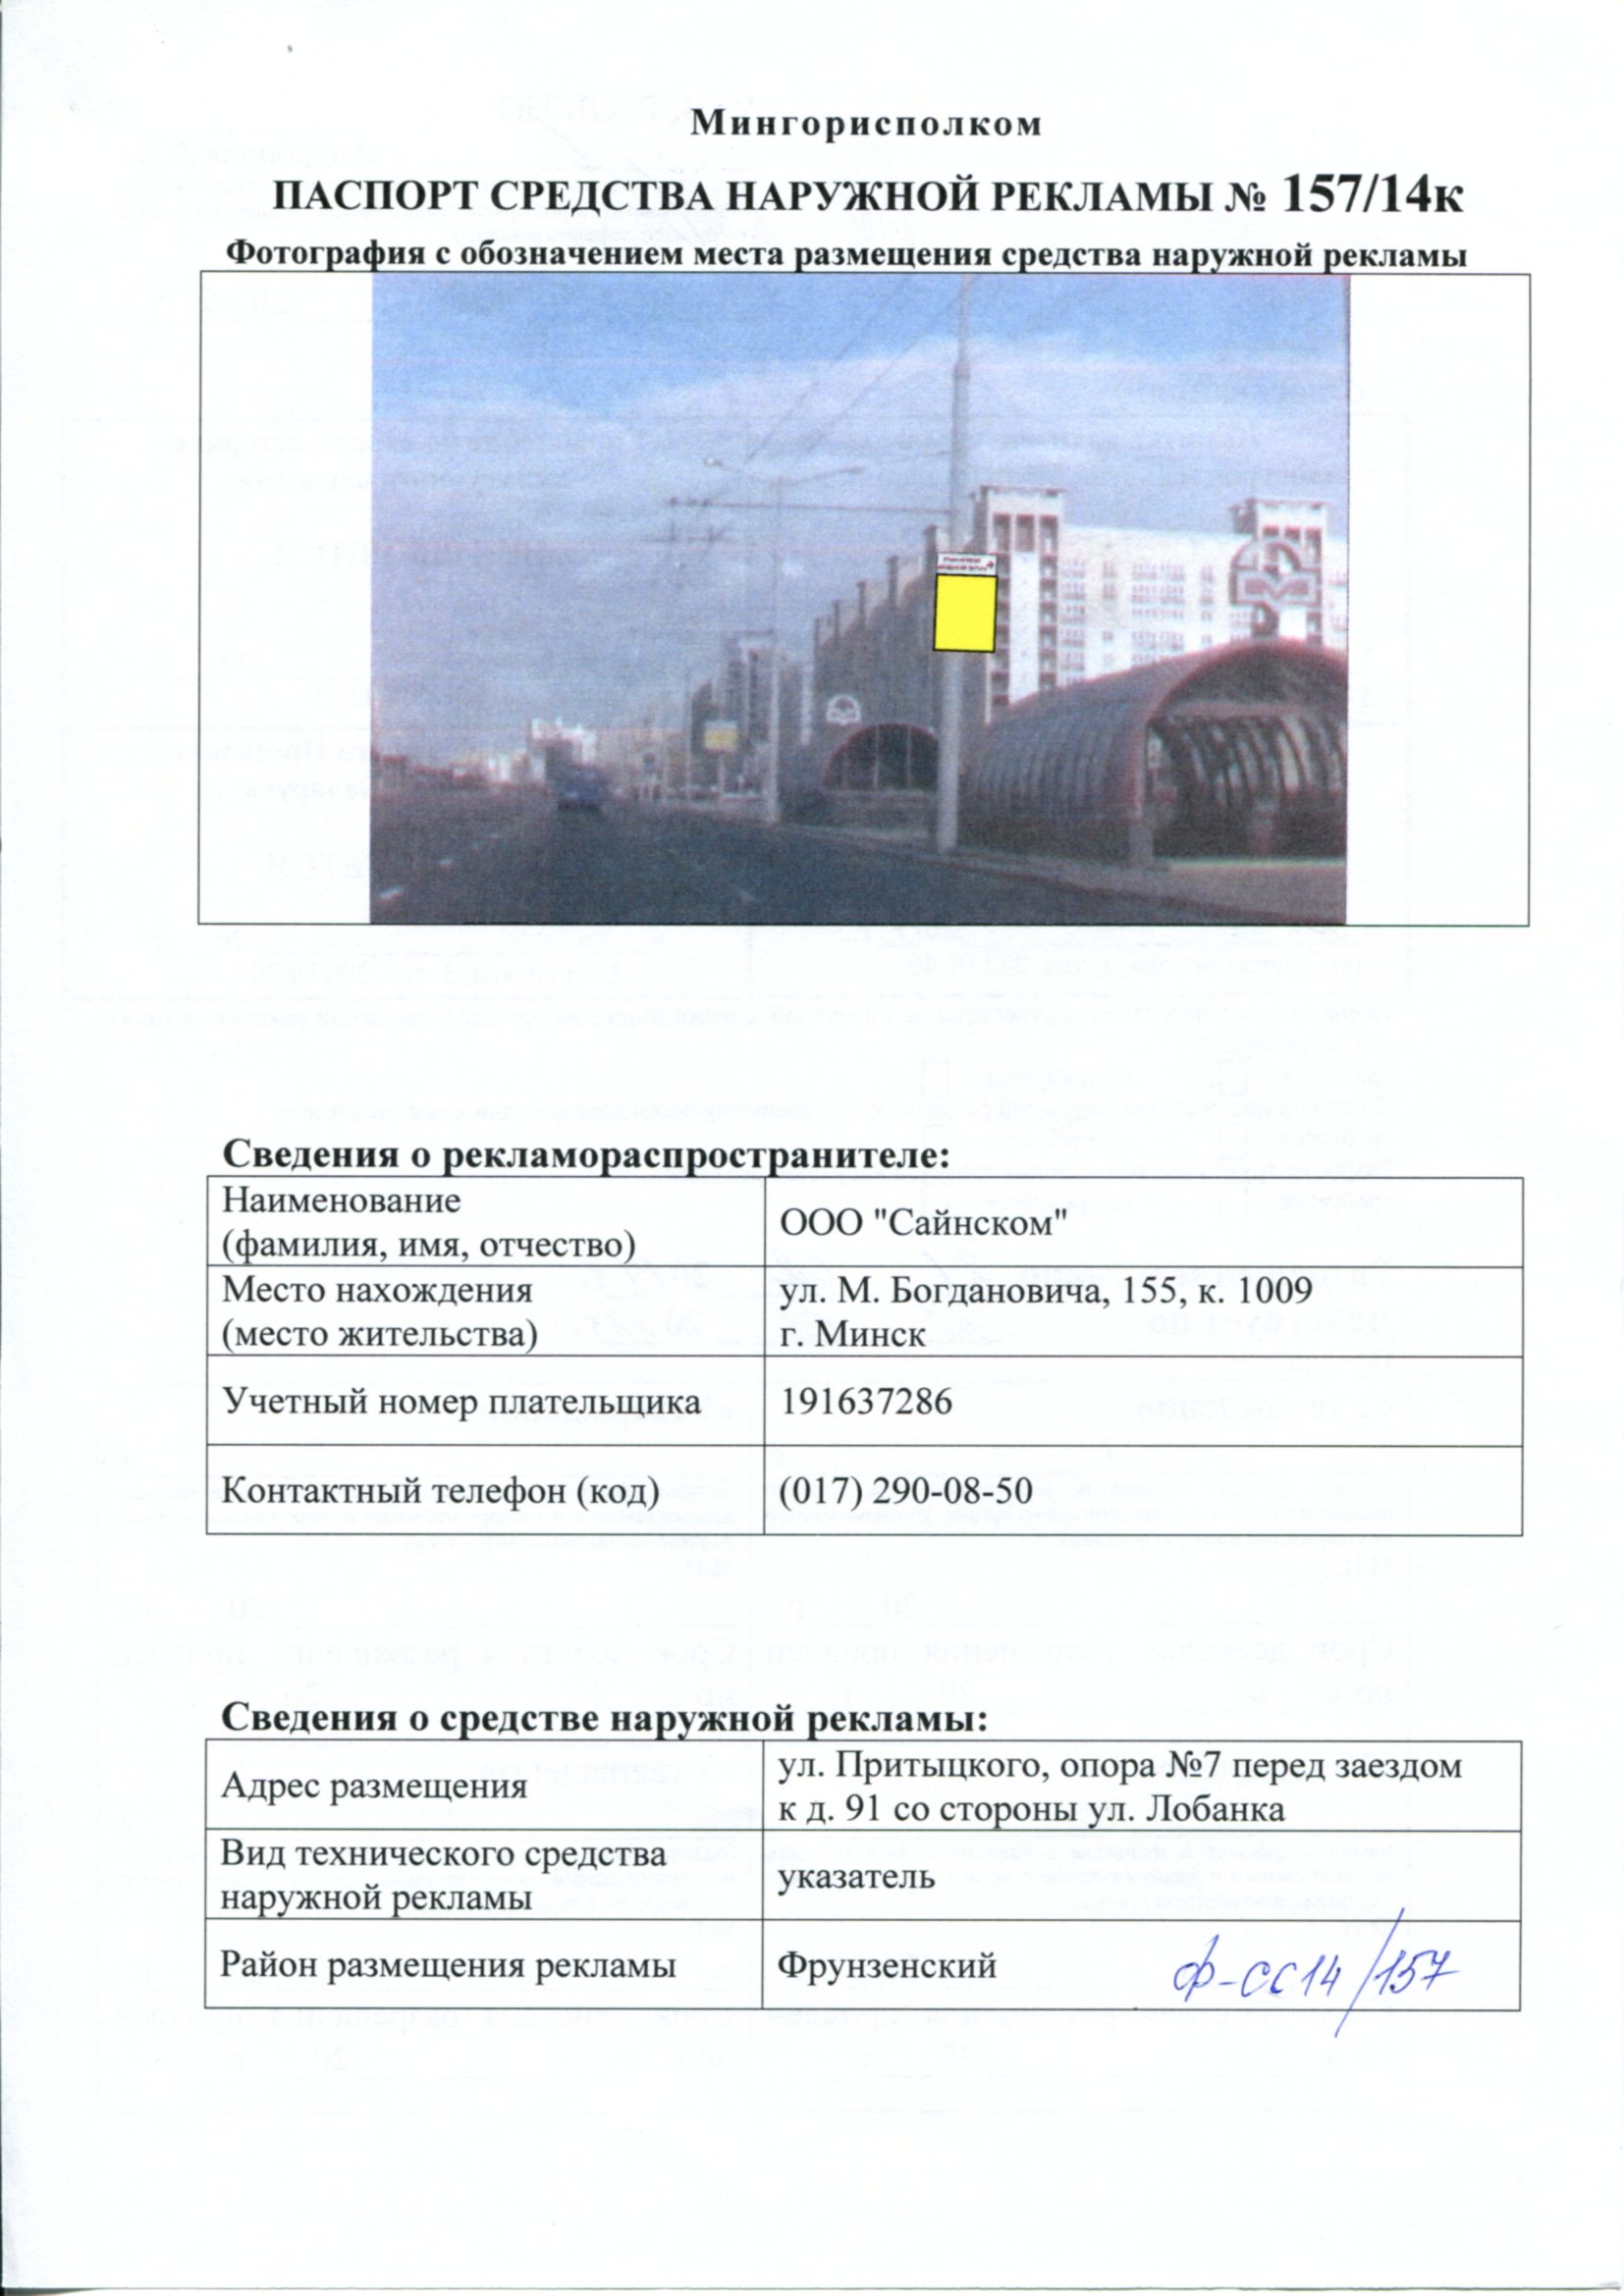 Мингорисполком
ПАСПОРТ СРЕДСТВА НАРУЖНОЙ РЕКЛАМЫ № 157/14к
Фотография с обозначением места размещения средства наружной рекламы
Сведения о рекламораспространителе:
Наименование
(фамилия, имя, отчество)
ООО "Сайнском"
Место нахождения
(место жительства)
ул. М. Богдановича, 155, к. 1009
г. Минск
Учетный номер плательщика
191637286
Контактный телефон (код)
(017) 290-08-50
Сведения о средстве наружной рекламы:
Адрес размещения
ул. Притыцкого, опора №7 перед заездом
к д. 91 со стороны ул. Лобанка
Вид технического средства
наружной рекламы
указатель
Район размещения рекламы
Фрунзенский
ф-СС14/157